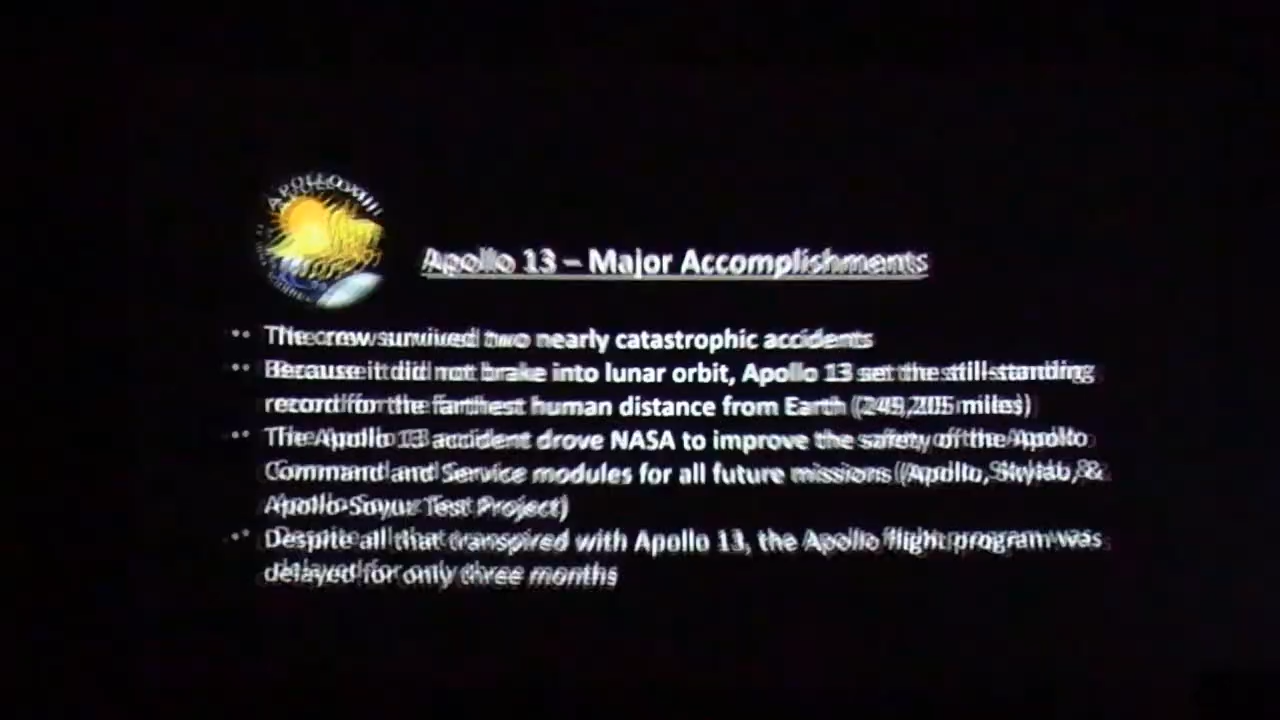 APOLLO XIII
Apollo 13 – Major Accomplishments
• The crew survived two nearly catastrophic accidents
• Because it did not brake into lunar orbit, Apollo 13 set the still-standing
record for the farthest human distance from Earth (249,205 miles)
• The Apollo 13 accident drove NASA to improve the safety of the Apollo
Command and Service modules for all future missions (Apollo, Skylab, &
Apollo-Soyuz Test Project)
• Despite all that transpired with Apollo 13, the Apollo flight program was
delayed for only three months